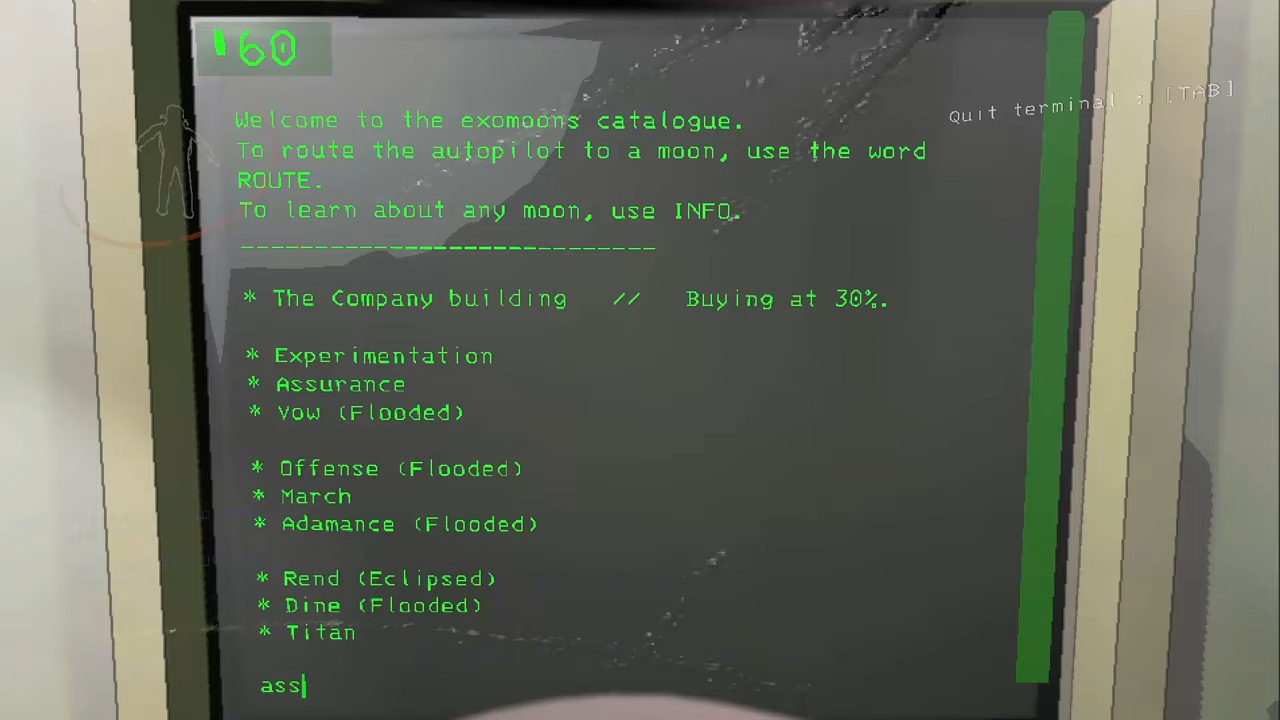 ▮60
Quit terminal : [TAB]
Welcome to the exomoons catalogue.
To route the autopilot to a moon, use the word
ROUTE.
To learn about any moon, use INFO.
----------------------------
* The Company building // Buying at 30%.
* Experimentation
* Assurance
* Vow (Flooded)
* Offense (Flooded)
* March
* Adamance (Flooded)
* Rend (Eclipsed)
* Dine (Flooded)
* Titan
ass